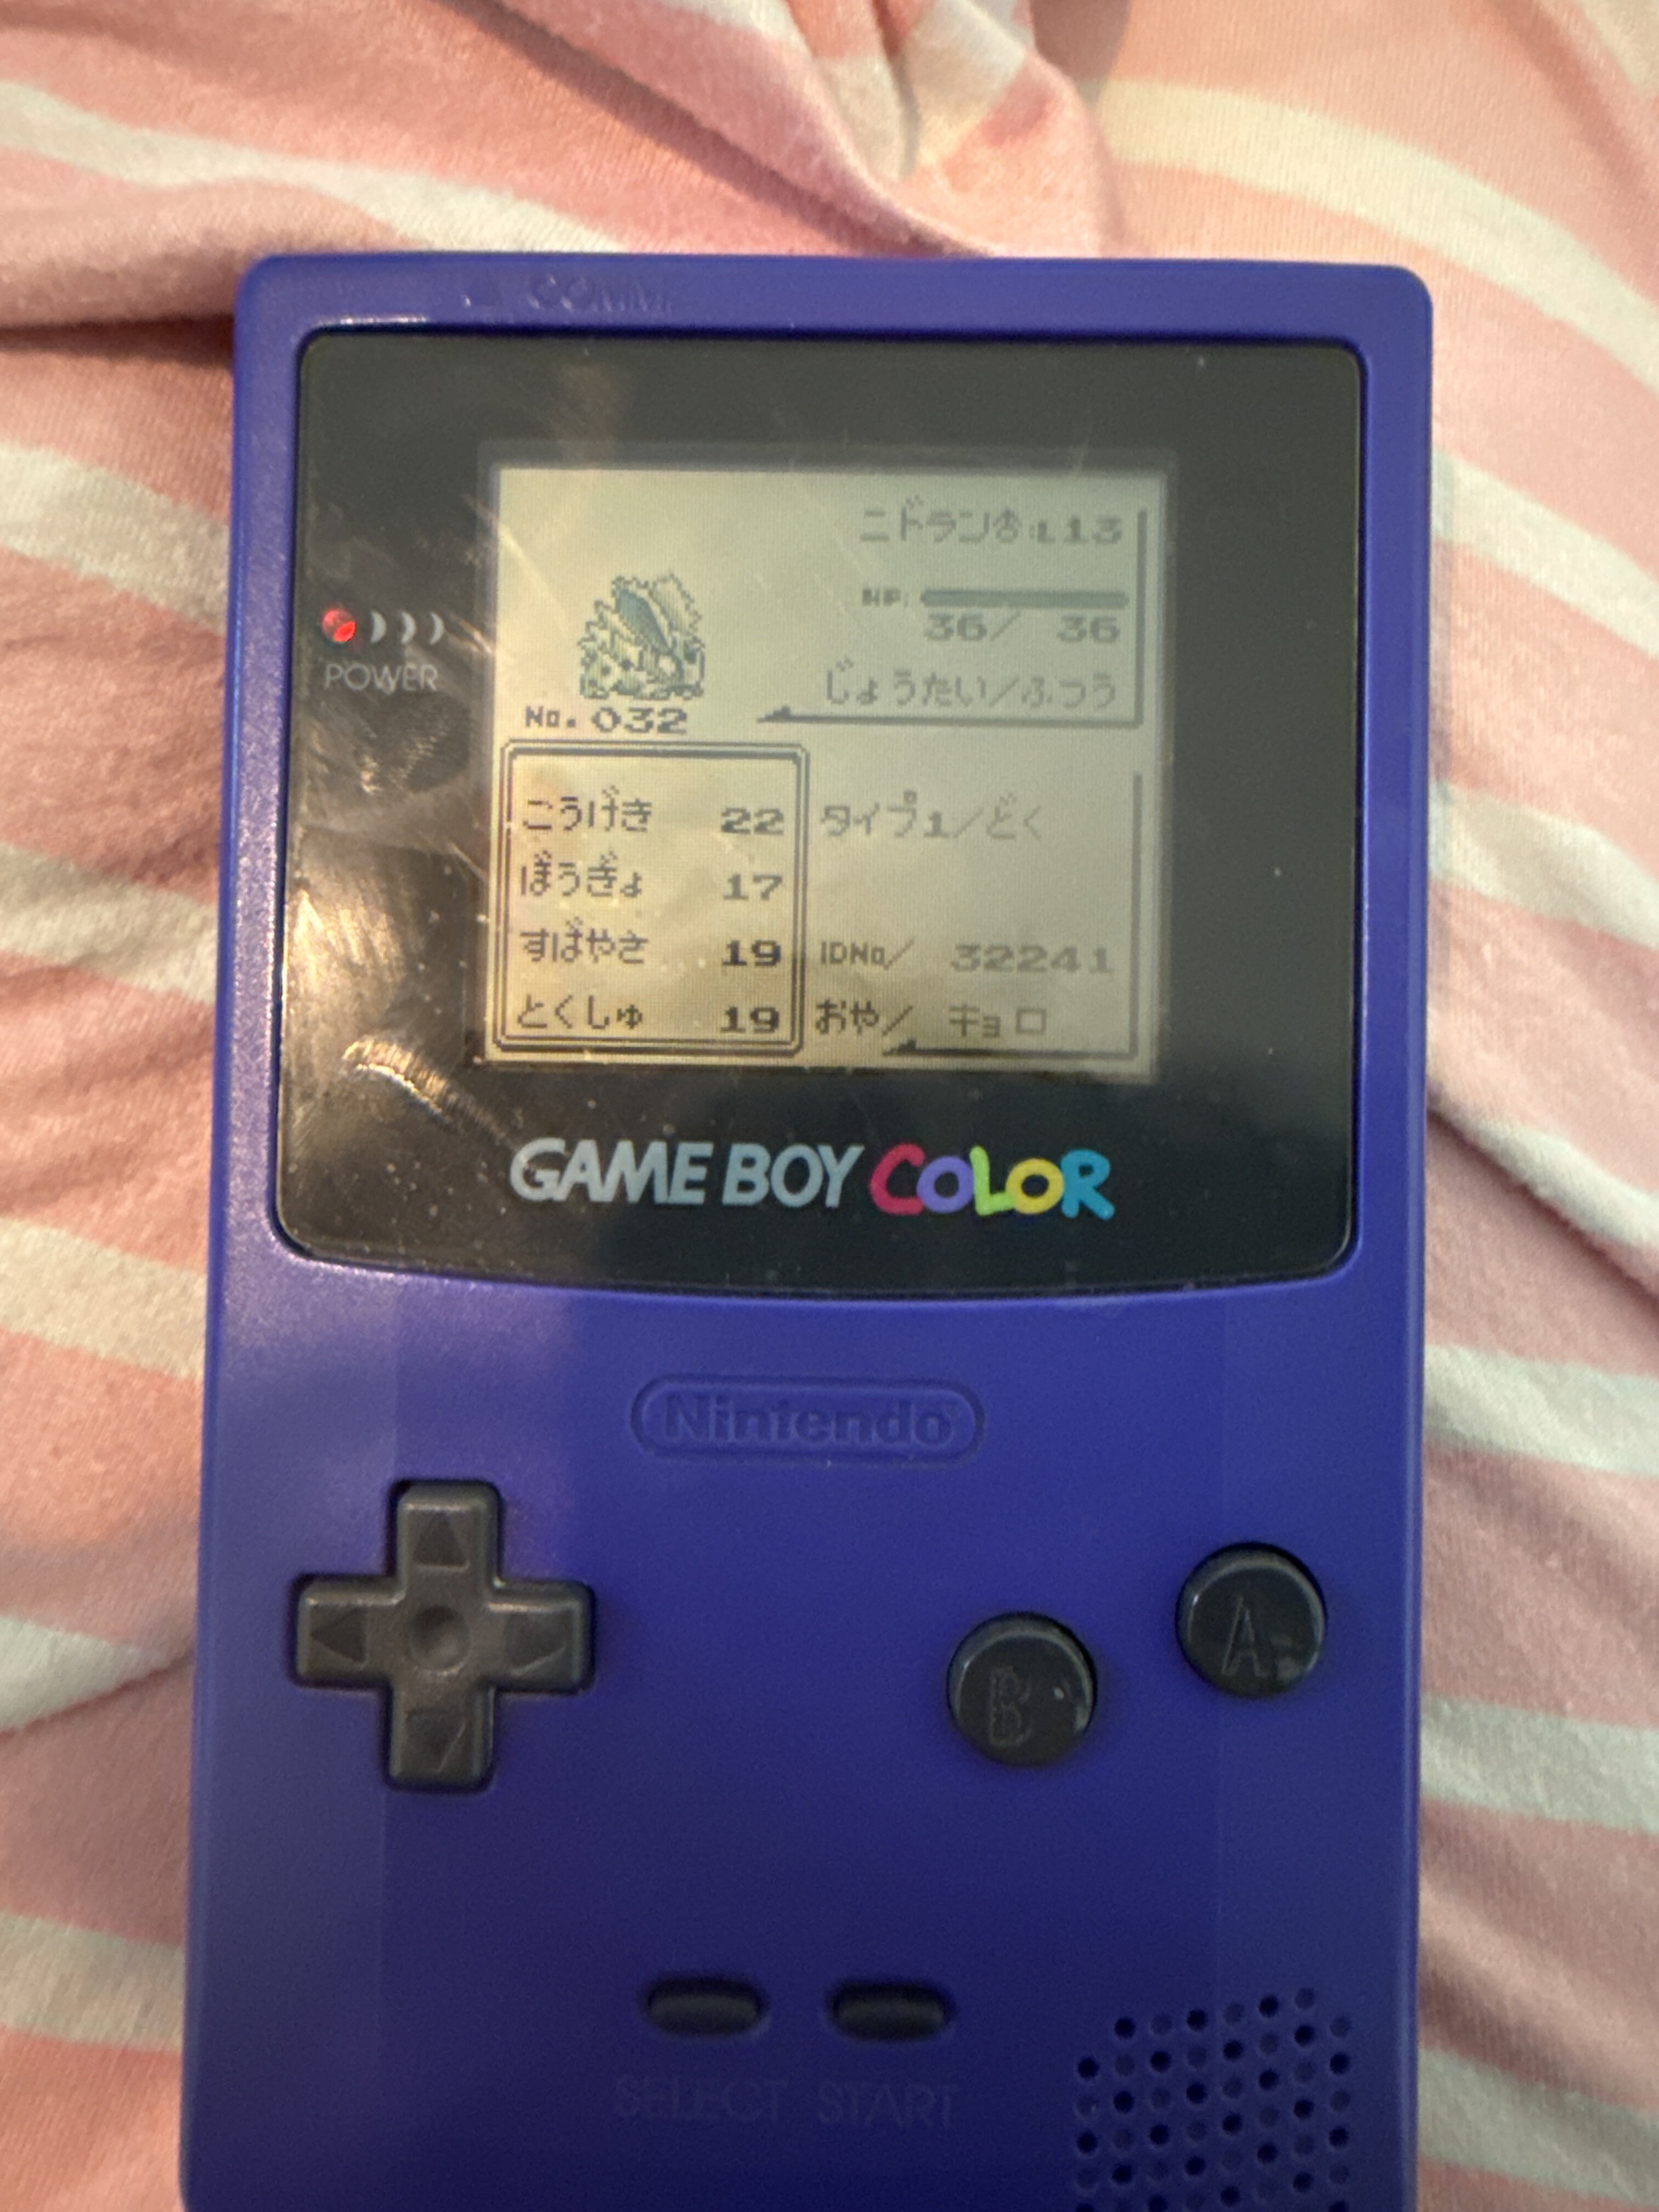 COMM.
ニドラン♂ :L13
HP:
36/ 36
じょうたい/ふつう
No.032
POWER
こうげき 22
ぼうぎょ 17
すばやさ 19
とくしゅ 19
タイプ1/どく
IDNo/ 32241
おや/ キョロ
GAME BOY COLOR
Nintendo
B
A
SELECT START